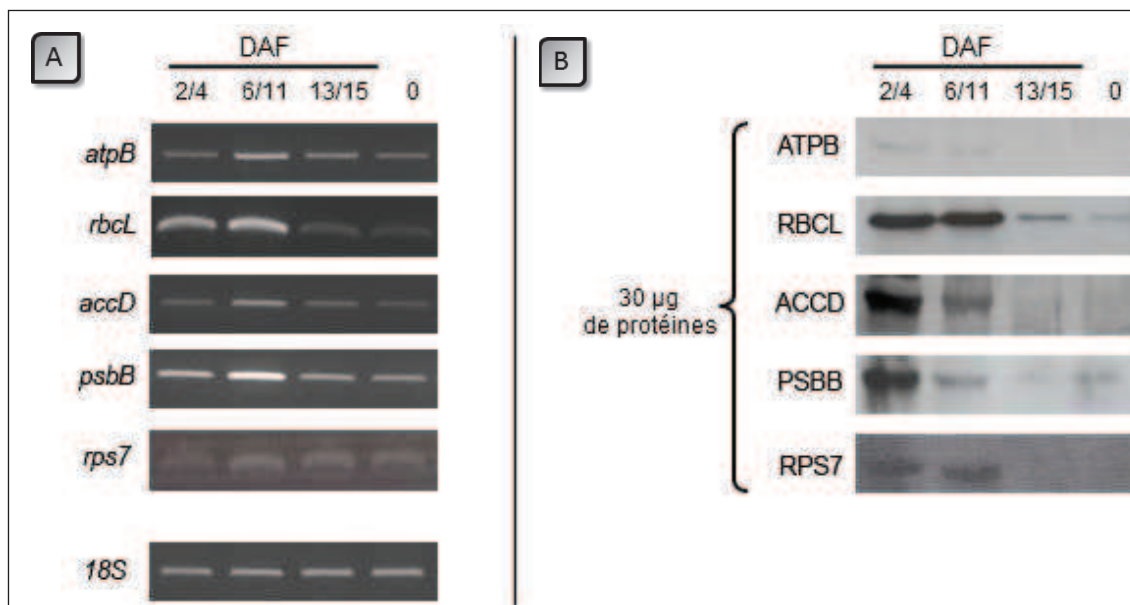 A
DAF
2/4 6/11 13/15 0
atpB
rbcL
accD
psbB
rps7
18S
B
DAF
2/4 6/11 13/15 0
ATPB
RBCL
ACCD
PSBB
RPS7
30 µg
de protéines